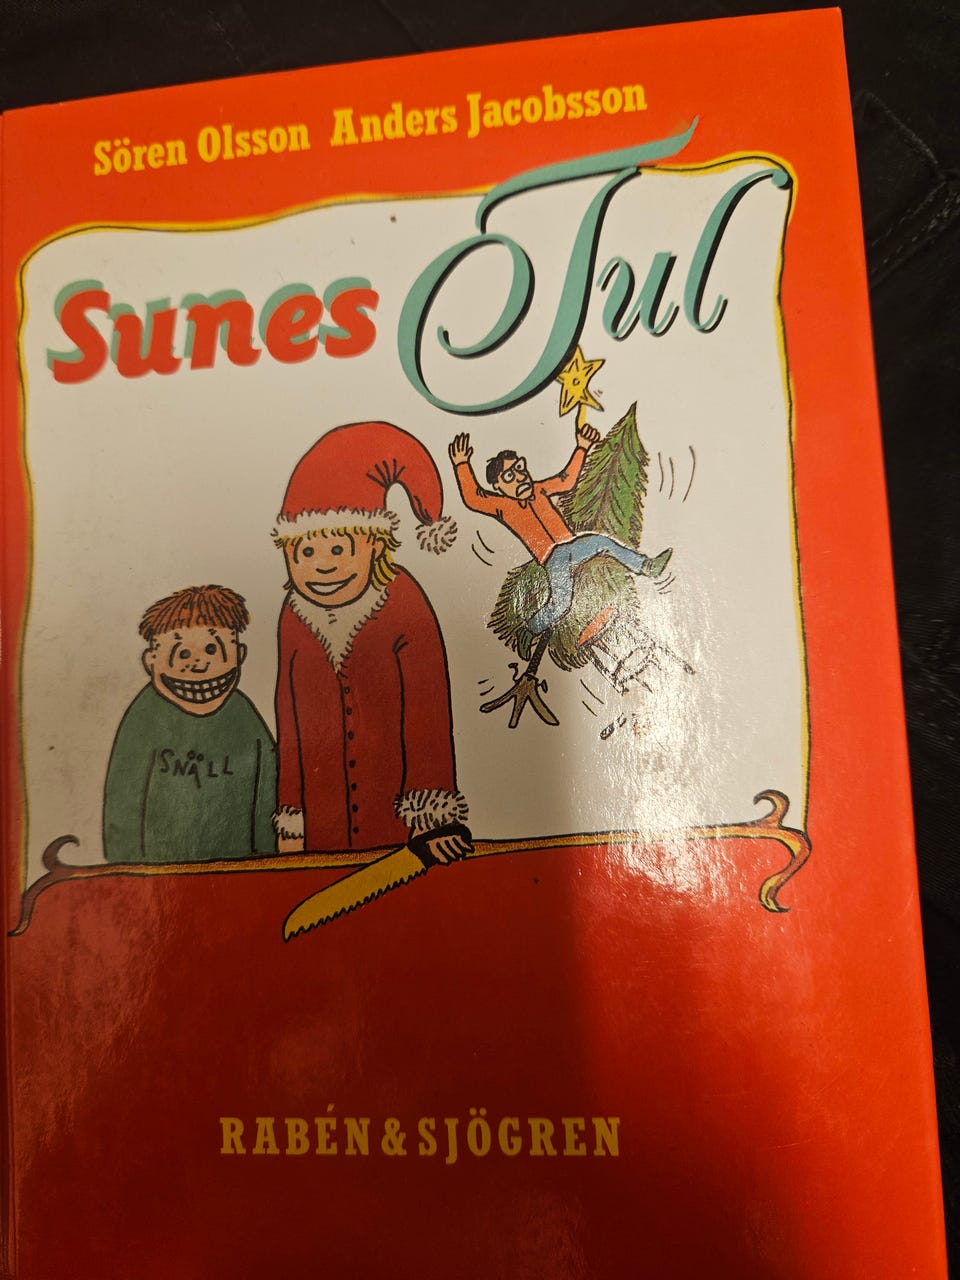 Sören Olsson Anders Jacobsson
Sunes Jul
SNÄLL
RABÉN & SJÖGREN